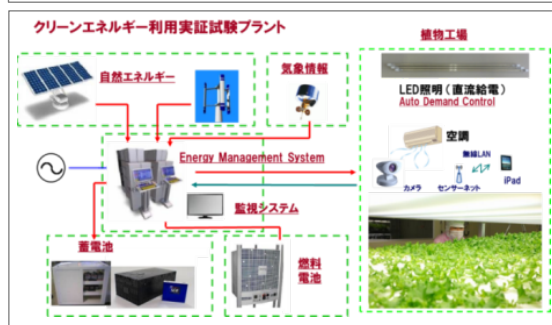 クリーンエネルギー利用実証試験プラント
植物工場
自然エネルギー
気象情報
LED照明（直流給電）
Auto Demand Control
空調
Energy Management System
無線LAN
カメラ
センサーネット
iPad
監視システム
蓄電池
燃料
電池